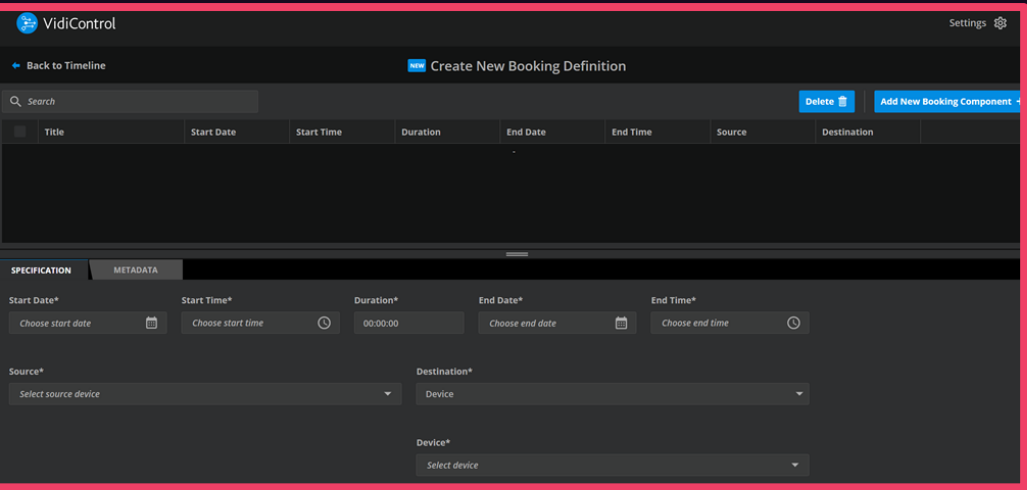 VidiControl
Settings
Back to Timeline
NEW Create New Booking Definition
Search
Delete
Add New Booking Component +
Title Start Date Start Time Duration End Date End Time Source Destination
-
SPECIFICATION METADATA
Start Date* Start Time* Duration* End Date* End Time*
Choose start date Choose start time 00:00:00 Choose end date Choose end time
Source* Destination*
Select source device Device
Device*
Select device